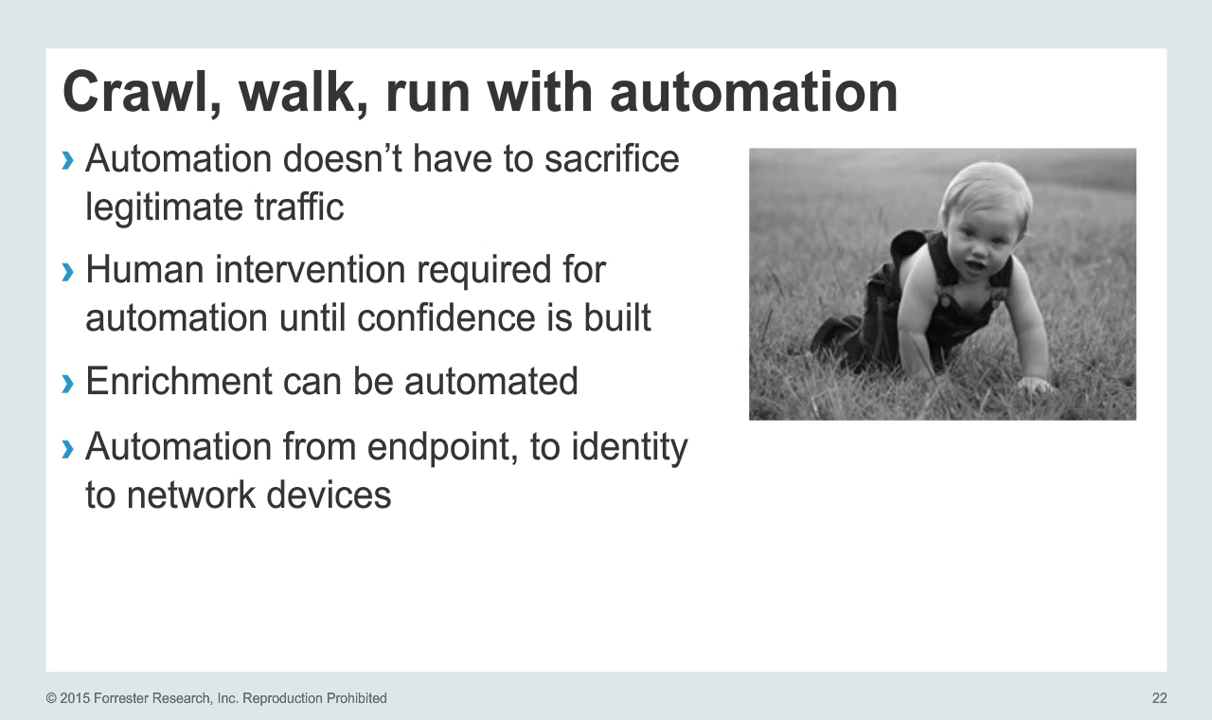 Crawl, walk, run with automation
› Automation doesn’t have to sacrifice
legitimate traffic
› Human intervention required for
automation until confidence is built
› Enrichment can be automated
› Automation from endpoint, to identity
to network devices
© 2015 Forrester Research, Inc. Reproduction Prohibited
22